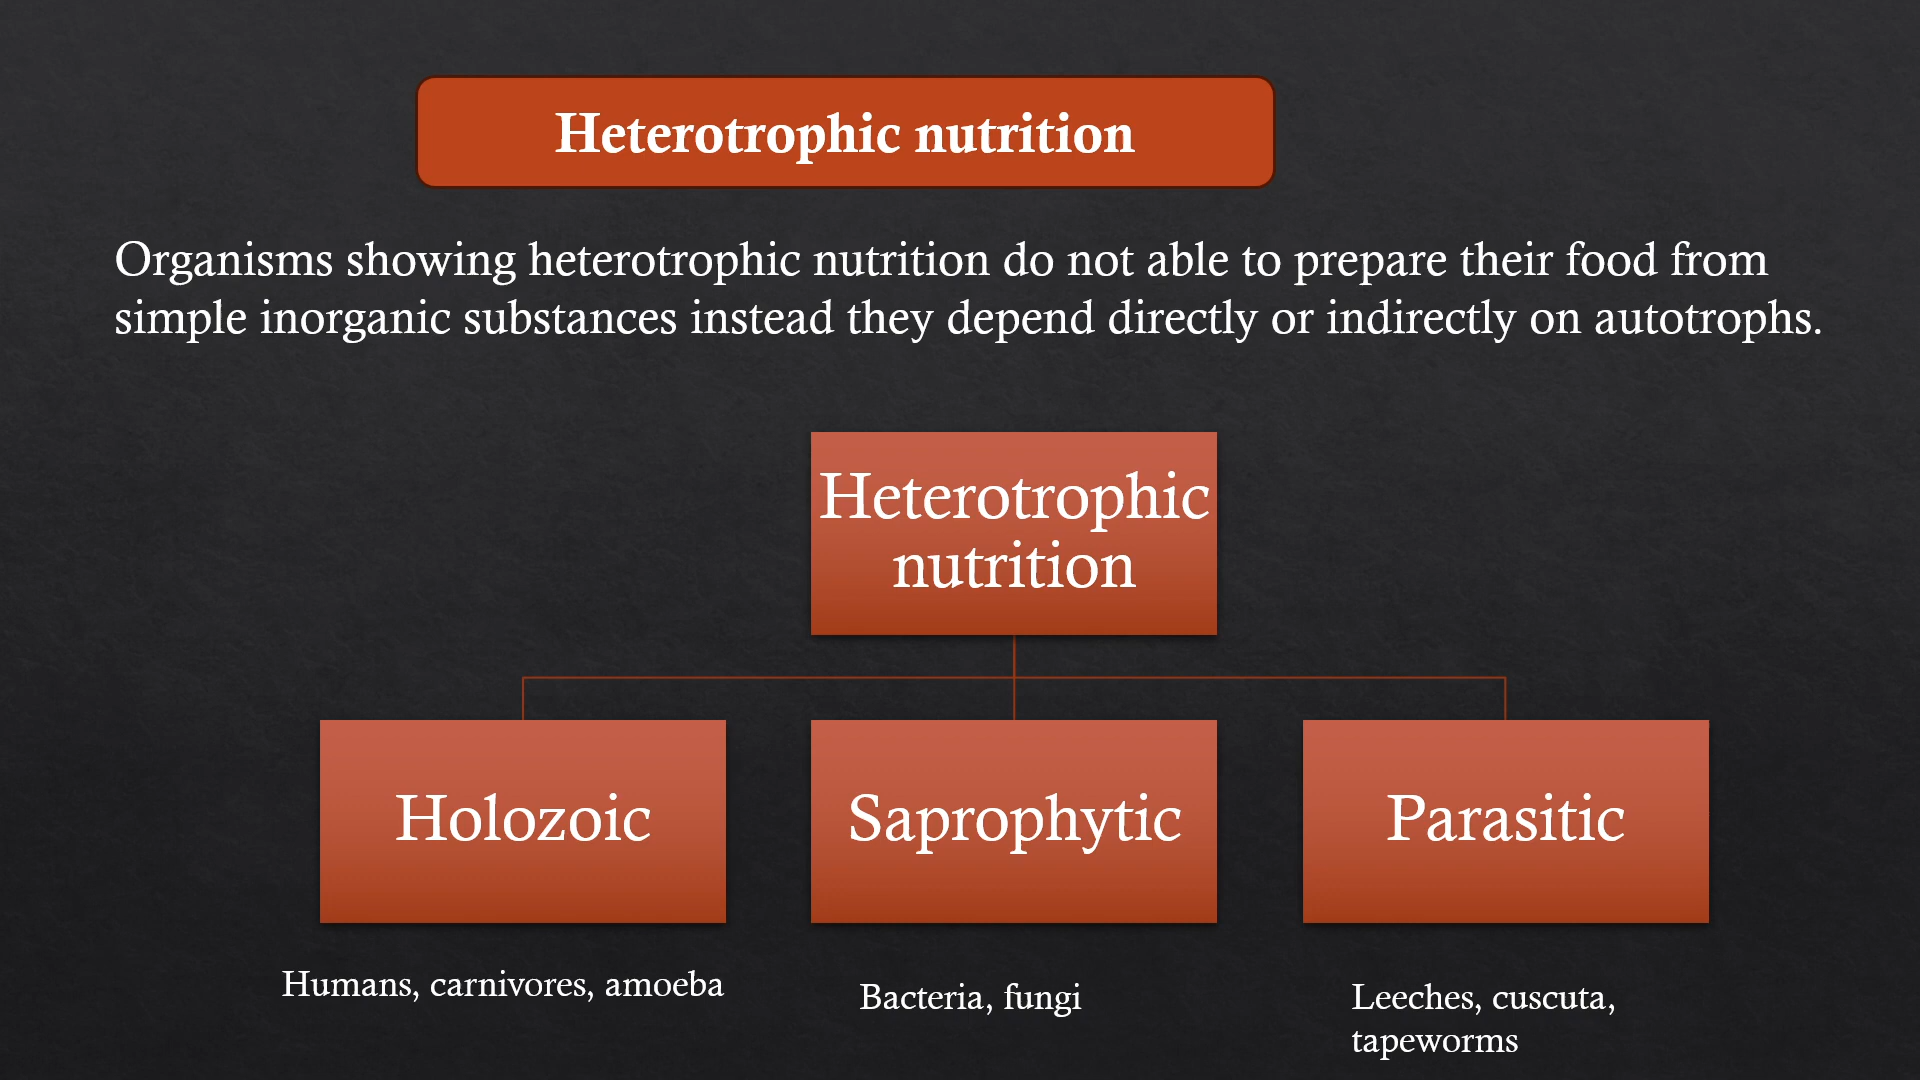 Heterotrophic nutrition
Organisms showing heterotrophic nutrition do not able to prepare their food from
simple inorganic substances instead they depend directly or indirectly on autotrophs.
Heterotrophic
nutrition
Holozoic
Saprophytic
Parasitic
Humans, carnivores, amoeba
Bacteria, fungi
Leeches, cuscuta,
tapeworms